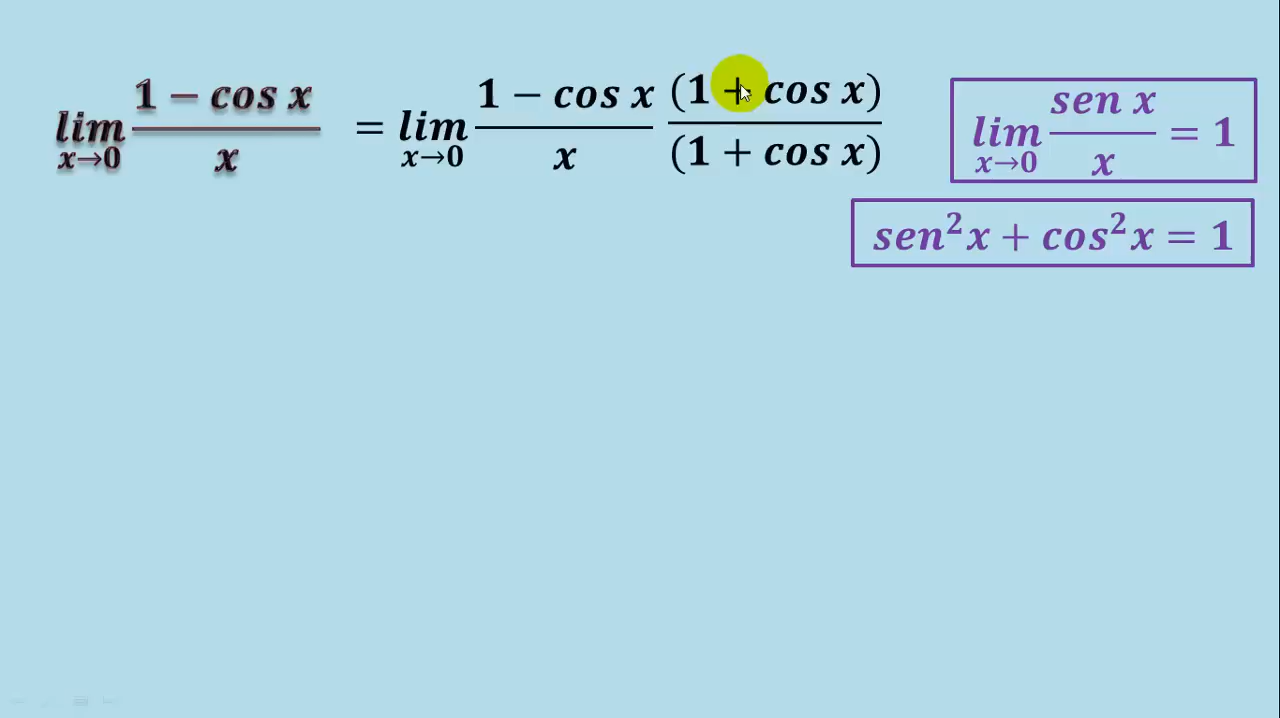 lim x→0 (1 − cos x)/x = lim x→0 (1 − cos x)/x (1 + cos x)/(1 + cos x)
lim x→0 sen x/x = 1
sen²x + cos²x = 1